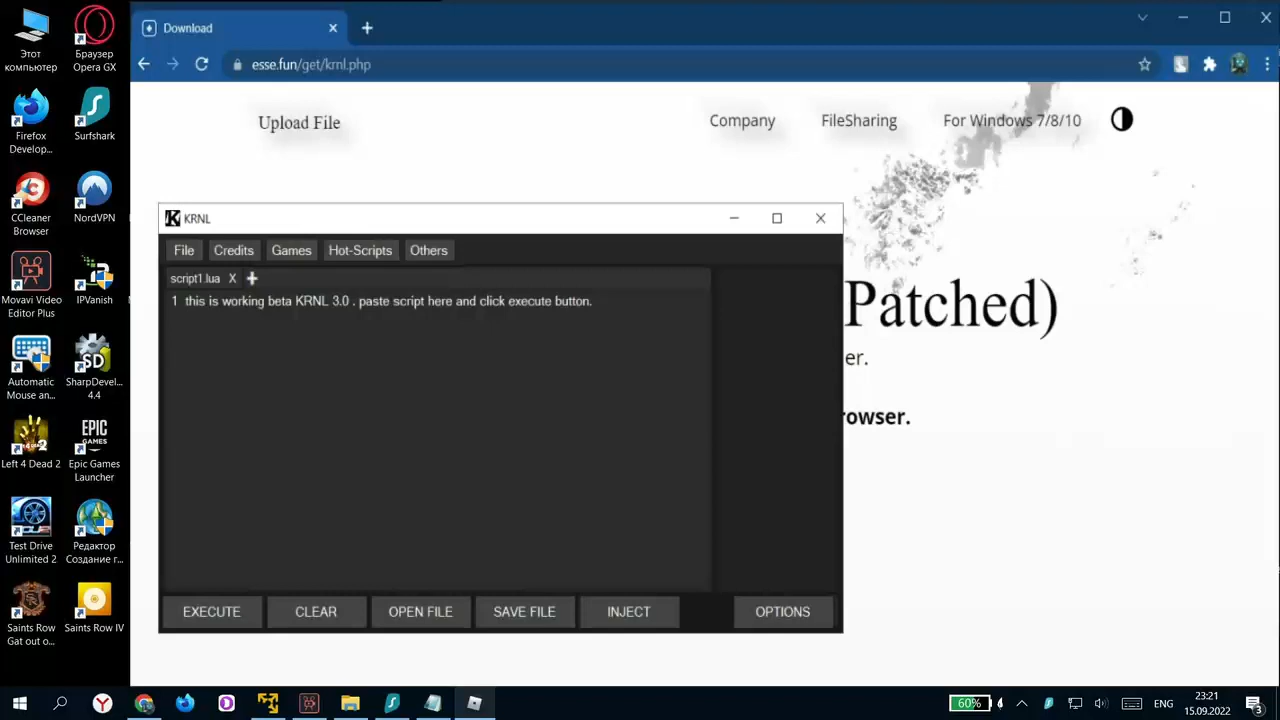 Этот
компьютер
Браузер
Opera GX
Firefox
Develop...
Surfshark
CCleaner
Browser
NordVPN
Movavi Video
Editor Plus
IPVanish
Automatic
Mouse an...
SharpDevel...
4.4
Left 4 Dead 2
EPIC
GAMES
Epic Games
Launcher
Test Drive
Unlimited 2
Редактор
Создание г...
Saints Row
Gat out o...
Saints Row IV
Download
esse.fun/get/krnl.php
Upload File
Company
FileSharing
For Windows 7/8/10
KRNL
File
Credits
Games
Hot-Scripts
Others
script1.lua X
1 this is working beta KRNL 3.0 . paste script here and click execute button.
Patched)
er.
rowser.
EXECUTE
CLEAR
OPEN FILE
SAVE FILE
INJECT
OPTIONS
60%
ENG
23:21
15.09.2022
3